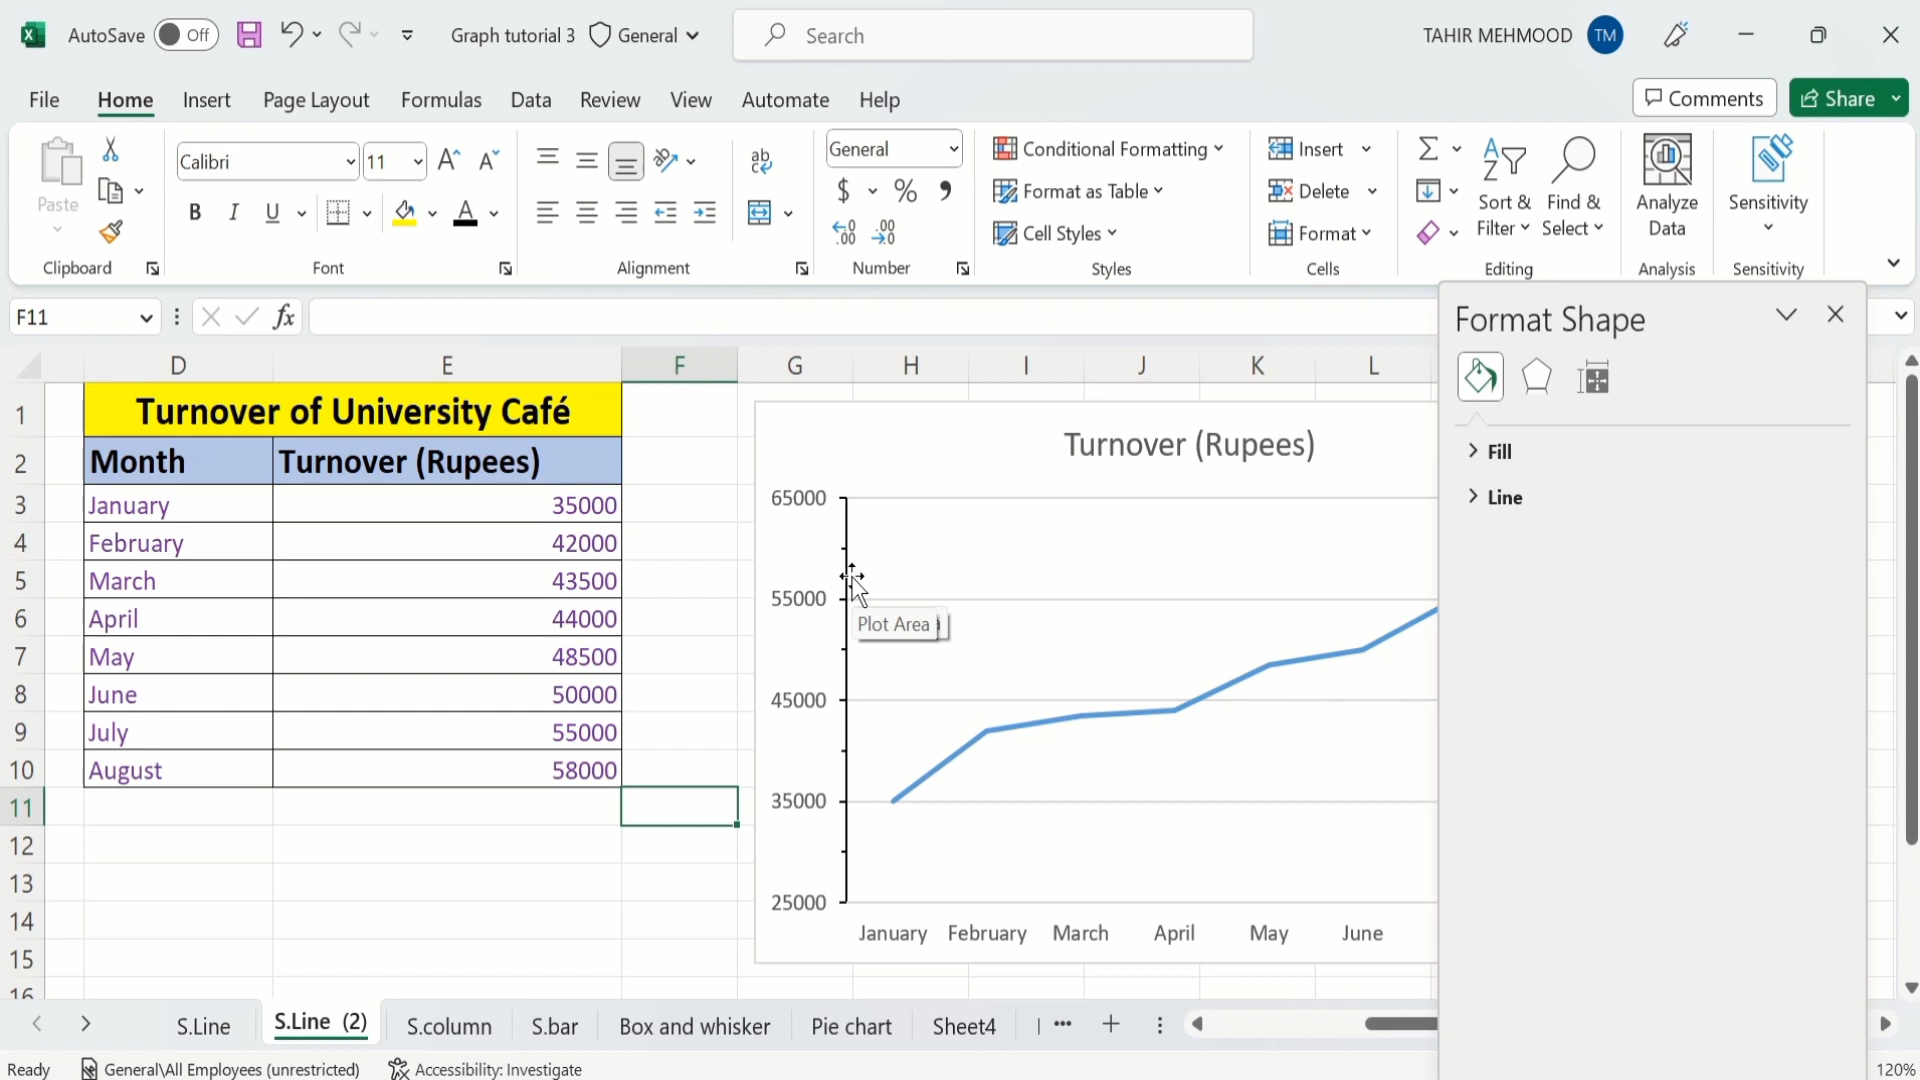 AutoSave Off Graph tutorial 3 General Search TAHIR MEHMOOD TM
File Home Insert Page Layout Formulas Data Review View Automate Help Comments Share
Paste
Clipboard
Calibri 11
B I U A
Font
ab
c
Alignment
General
$ % ,
.00 .00
Number
Conditional Formatting
Format as Table
Cell Styles
Styles
Insert
Delete
Format
Cells
Sort & Filter
Find & Select
Editing
Analyze Data
Analysis
Sensitivity
Sensitivity
F11 fx
D E F G H I J K L
1 Turnover of University Café
2 Month Turnover (Rupees)
3 January 35000
4 February 42000
5 March 43500
6 April 44000
7 May 48500
8 June 50000
9 July 55000
10 August 58000
11
12
13
14
15
16
Turnover (Rupees)
65000
55000
45000
35000
25000
January February March April May June
Plot Area
Format Shape
Fill
Line
S.Line S.Line (2) S.column S.bar Box and whisker Pie chart Sheet4
Ready General\All Employees (unrestricted) Accessibility: Investigate 120%